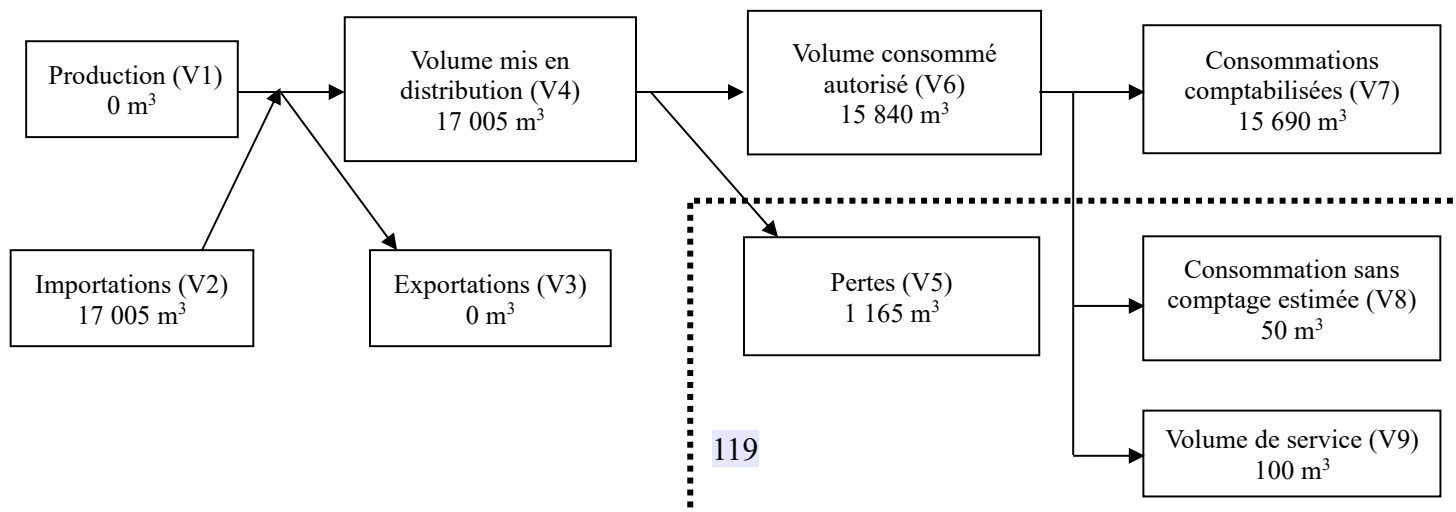 Production (V1)
0 m³
Volume mis en
distribution (V4)
17 005 m³
Volume consommé
autorisé (V6)
15 840 m³
Consommations
comptabilisées (V7)
15 690 m³
Importations (V2)
17 005 m³
Exportations (V3)
0 m³
Pertes (V5)
1 165 m³
Consommation sans
comptage estimée (V8)
50 m³
119
Volume de service (V9)
100 m³